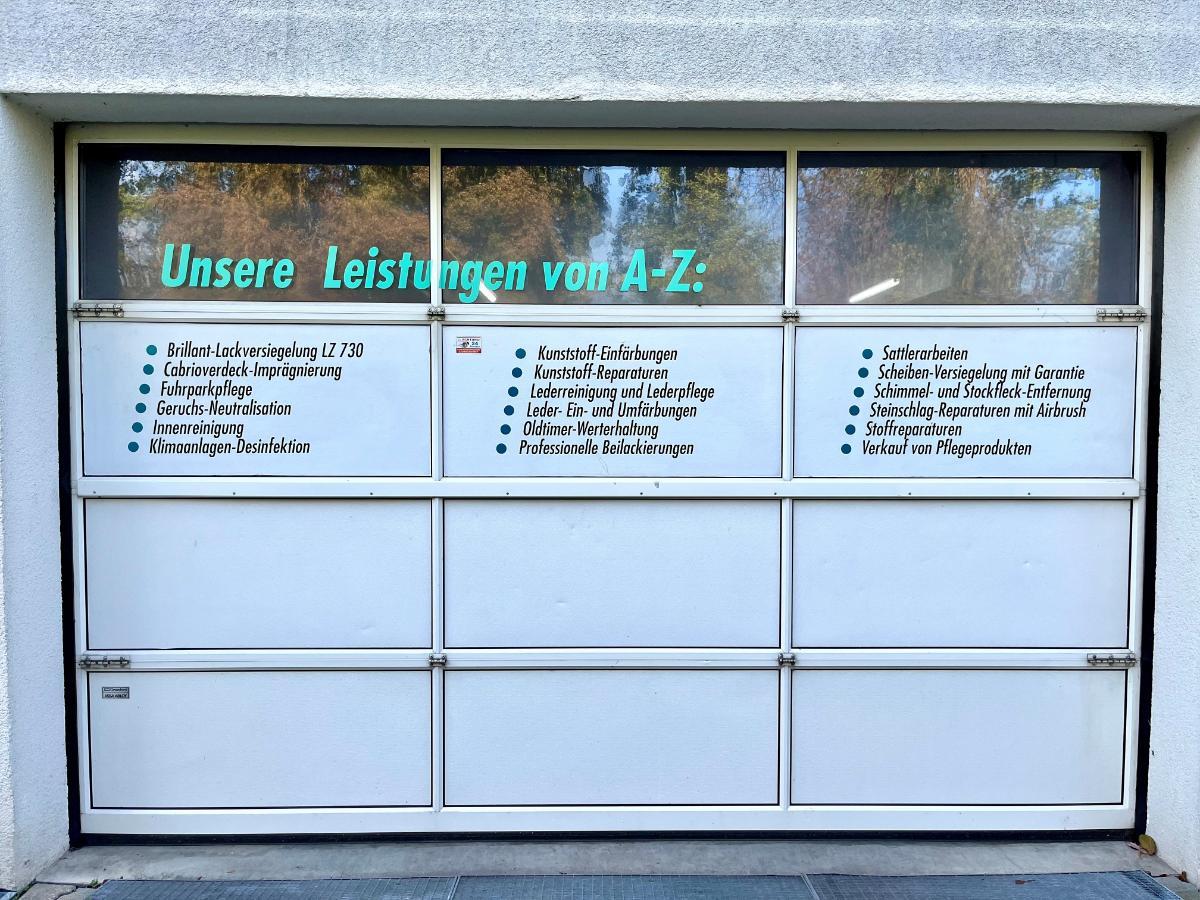 Unsere Leistungen von A-Z:
Brillant-Lackversiegelung LZ 730
Cabrioverdeck-Imprägnierung
Fuhrparkpflege
Geruchs-Neutralisation
Innenreinigung
Klimaanlagen-Desinfektion
Kunststoff-Einfärbungen
Kunststoff-Reparaturen
Lederreinigung und Lederpflege
Leder- Ein- und Umfärbungen
Oldtimer-Werterhaltung
Professionelle Beilackierungen
Sattlerarbeiten
Scheiben-Versiegelung mit Garantie
Schimmel- und Stockfleck-Entfernung
Steinschlag-Reparaturen mit Airbrush
Stoffreparaturen
Verkauf von Pflegeprodukten